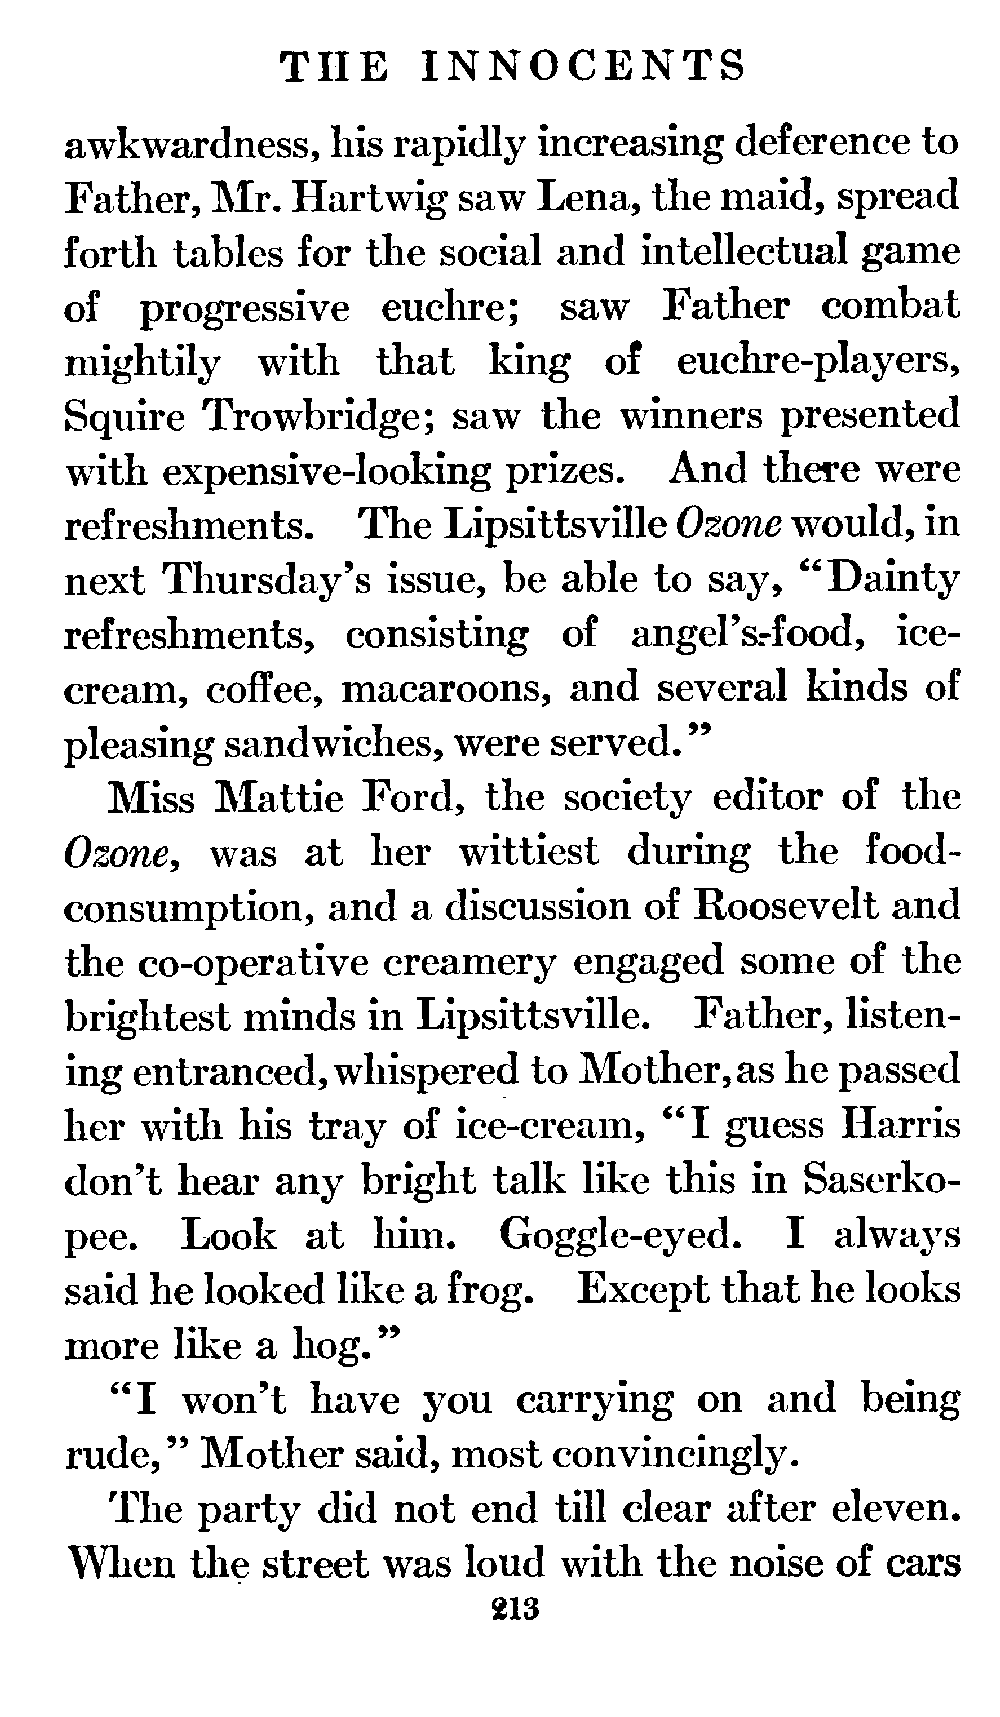 THE INNOCENTS
awkwardness, his rapidly increasing deference to
Father, Mr. Hartwig saw Lena, the maid, spread
forth tables for the social and intellectual game
of progressive euchre; saw Father combat
mightily with that king of euchre-players,
Squire Trowbridge; saw the winners presented
with expensive-looking prizes. And there were
refreshments. The Lipsittsville Ozone would, in
next Thursday's issue, be able to say, “Dainty
refreshments, consisting of angel's-food, ice-
cream, coffee, macaroons, and several kinds of
pleasing sandwiches, were served.”
Miss Mattie Ford, the society editor of the
Ozone, was at her wittiest during the food-
consumption, and a discussion of Roosevelt and
the co-operative creamery engaged some of the
brightest minds in Lipsittsville. Father, listen-
ing entranced, whispered to Mother, as he passed
her with his tray of ice-cream, “I guess Harris
don't hear any bright talk like this in Saserko-
pee. Look at him. Goggle-eyed. I always
said he looked like a frog. Except that he looks
more like a hog.”
“I won't have you carrying on and being
rude,” Mother said, most convincingly.
The party did not end till clear after eleven.
When the street was loud with the noise of cars
213